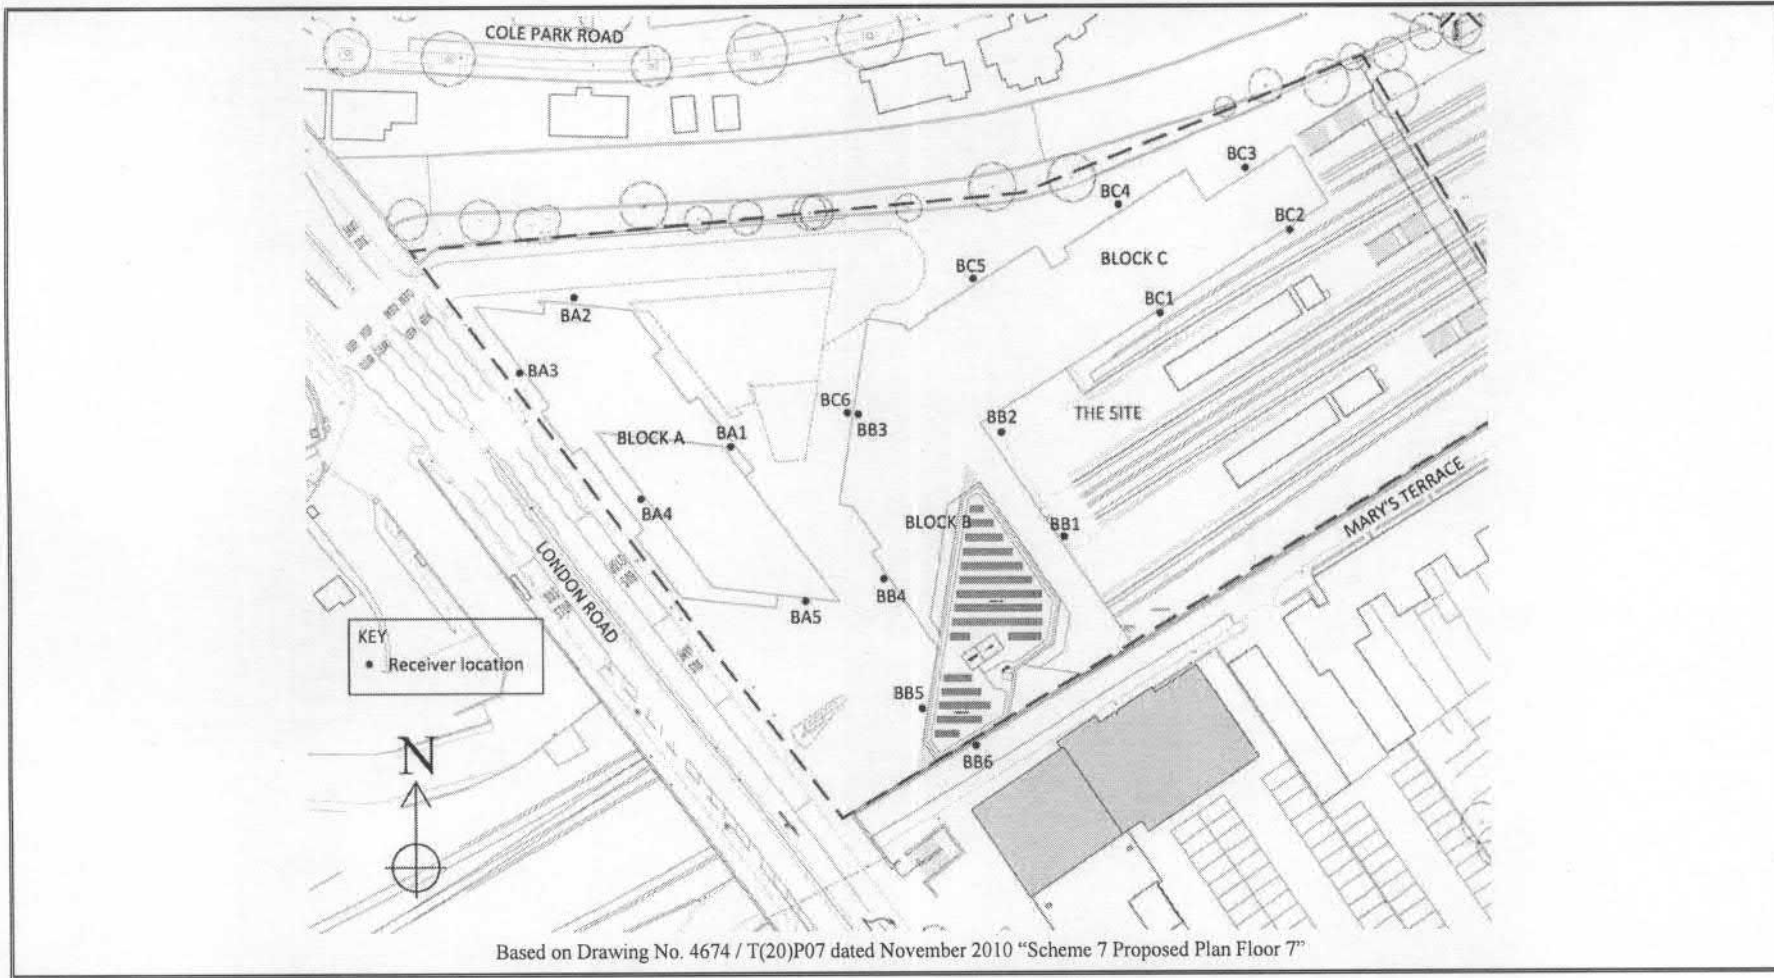 COLE PARK ROAD
BC3
BC4
BC2
BC5
BLOCK C
BC1
BA2
BA3
BC6
BB3
BB2
THE SITE
BLOCK A
BA1
BA4
BLOCK B
BB1
MARY'S TERRACE
LONDON ROAD
BB4
BA5
KEY
Receiver location
BB5
BB6
N
Based on Drawing No. 4674 / T(20)P07 dated November 2010 “Scheme 7 Proposed Plan Floor 7”